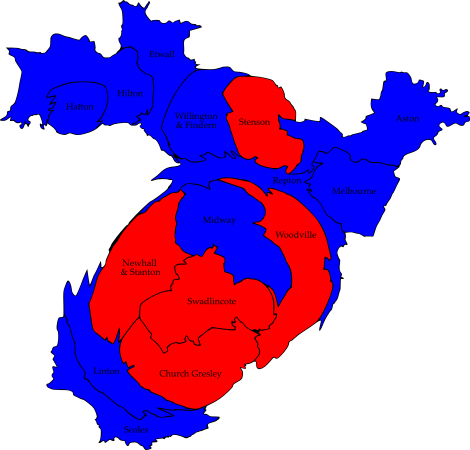 Etwall
Hilton
Hatton
Willington
& Findern
Stenson
Aston
Repton
Melbourne
Midway
Woodville
Newhall
& Stanton
Swadlincote
Linton
Church Gresley
Seales